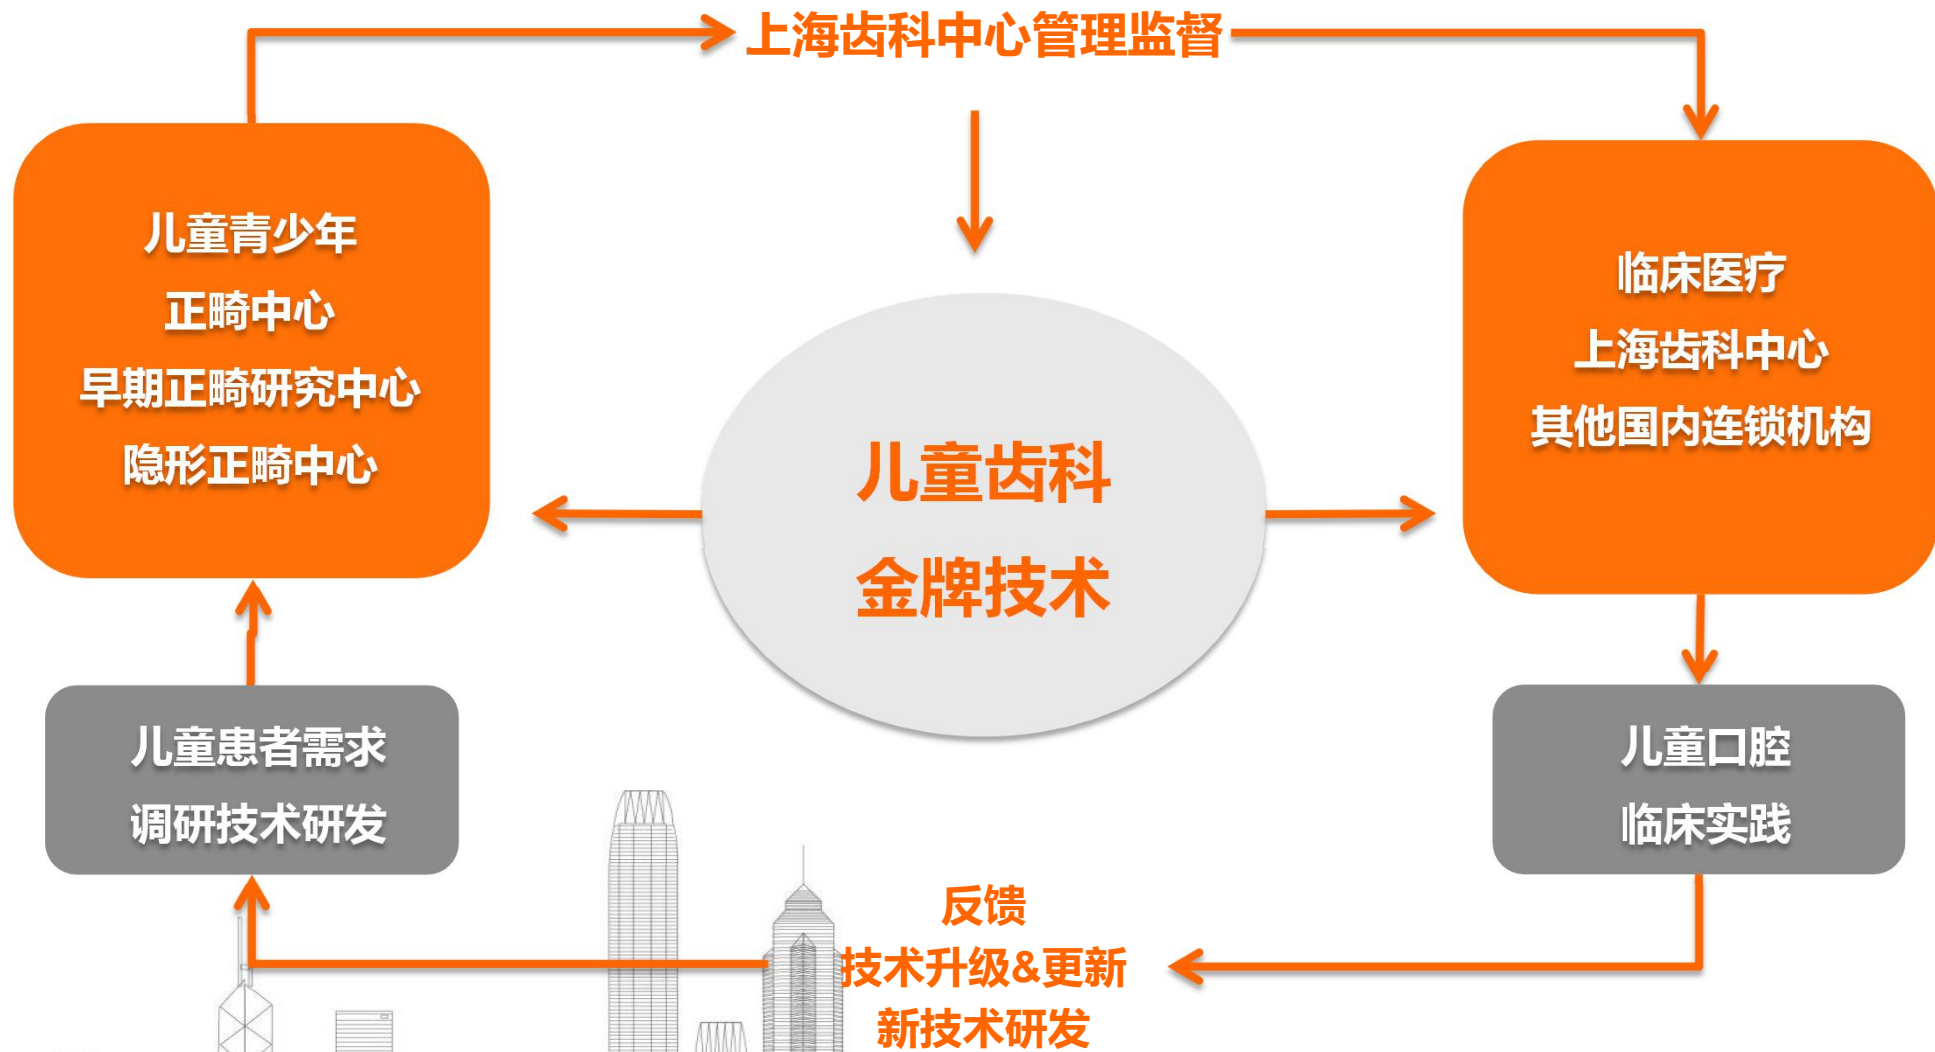 上海齿科中心管理监督
儿童青少年
正畸中心
早期正畸研究中心
隐形正畸中心
临床医疗
上海齿科中心
其他国内连锁机构
儿童齿科
金牌技术
儿童患者需求
调研技术研发
儿童口腔
临床实践
反馈
技术升级&更新
新技术研发